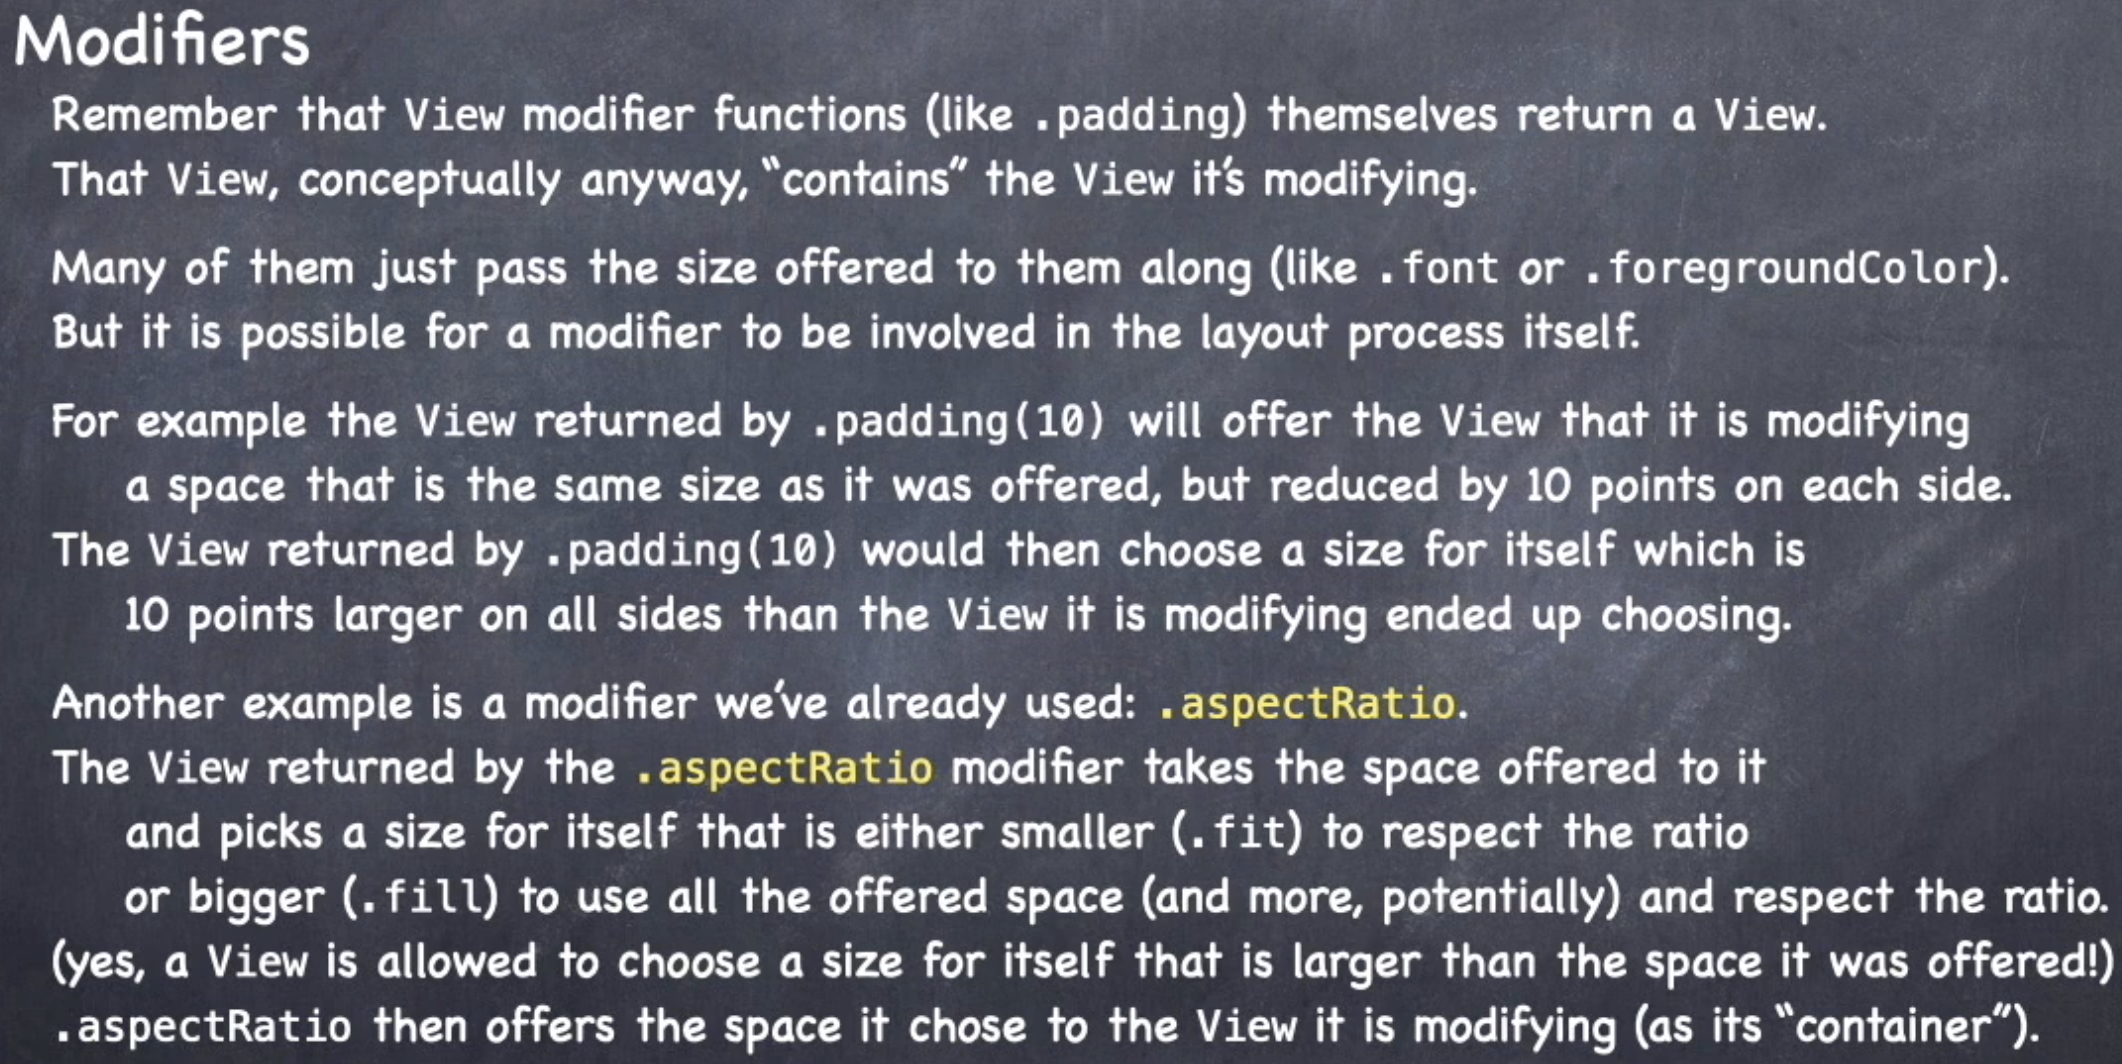 Modifiers
Remember that View modifier functions (like .padding) themselves return a View.
That View, conceptually anyway, “contains” the View it’s modifying.
Many of them just pass the size offered to them along (like .font or .foregroundColor).
But it is possible for a modifier to be involved in the layout process itself.
For example the View returned by .padding(10) will offer the View that it is modifying
a space that is the same size as it was offered, but reduced by 10 points on each side.
The View returned by .padding(10) would then choose a size for itself which is
10 points larger on all sides than the View it is modifying ended up choosing.
Another example is a modifier we’ve already used: .aspectRatio.
The View returned by the .aspectRatio modifier takes the space offered to it
and picks a size for itself that is either smaller (.fit) to respect the ratio
or bigger (.fill) to use all the offered space (and more, potentially) and respect the ratio.
(yes, a View is allowed to choose a size for itself that is larger than the space it was offered!)
.aspectRatio then offers the space it chose to the View it is modifying (as its “container”).